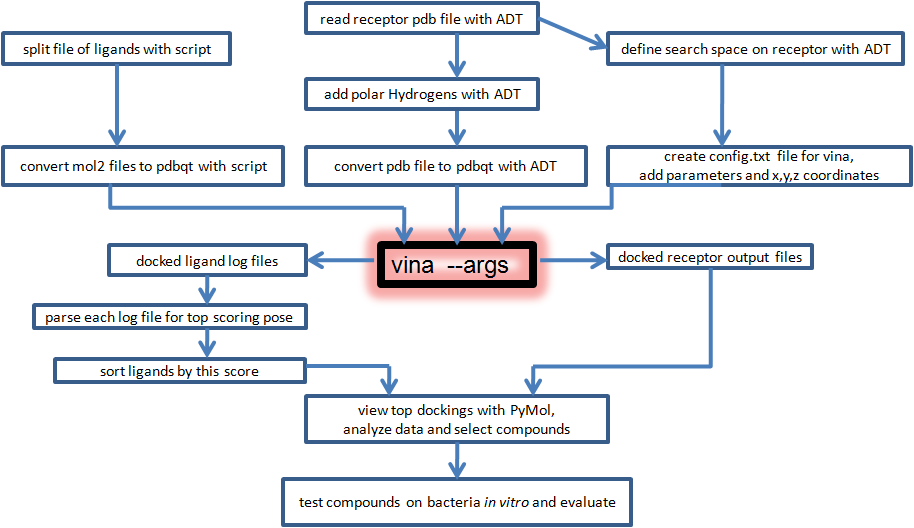 read receptor pdb file with ADT
split file of ligands with script
define search space on receptor with ADT
add polar Hydrogens with ADT
convert mol2 files to pdbqt with script
convert pdb file to pdbqt with ADT
create config.txt file for vina,
add parameters and x,y,z coordinates
vina --args
docked ligand log files
docked receptor output files
parse each log file for top scoring pose
sort ligands by this score
view top dockings with PyMol,
analyze data and select compounds
test compounds on bacteria in vitro and evaluate